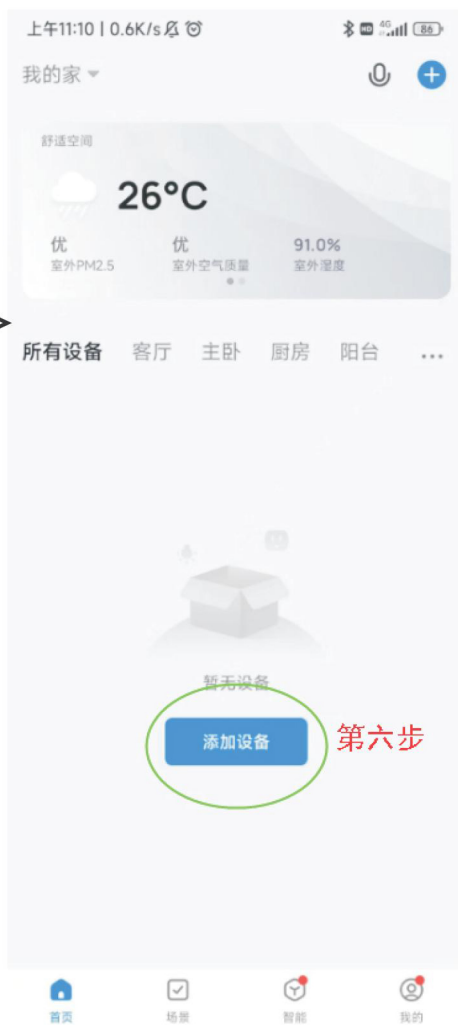 上午11:10 | 0.6K/s
HD 4G 86
我的家
舒适空间
26°C
优 优 91.0%
室外PM2.5 室外空气质量 室外湿度
所有设备 客厅 主卧 厨房 阳台 ...
暂无设备
添加设备 第六步
首页 场景 智能 我的